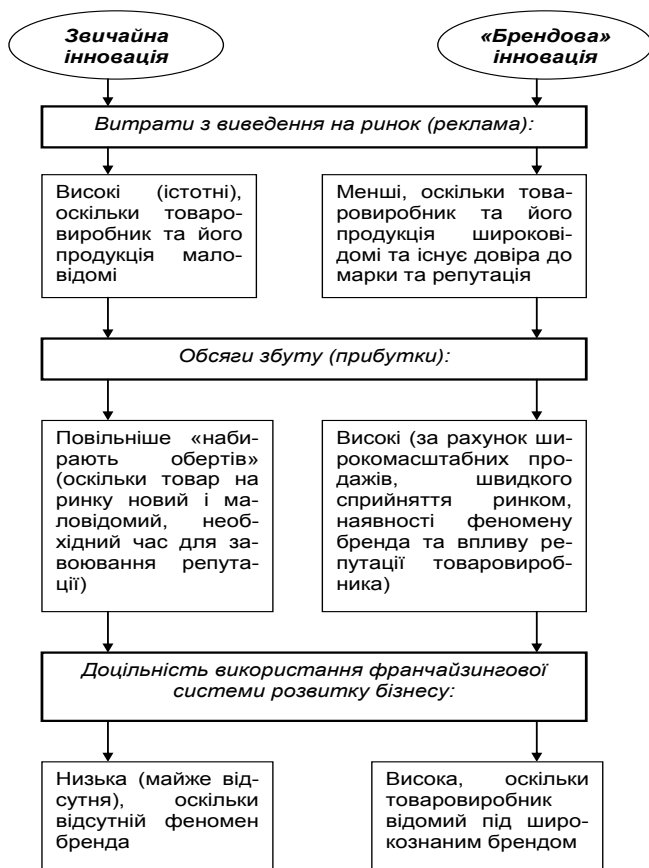 Звичайна
інновація
«Брендова»
інновація
Витрати з виведення на ринок (реклама):
Високі (істотні),
оскільки товаро-
виробник та його
продукція мало-
відомі
Менші, оскільки това-
ровиробник та його
продукція широкові-
домі та існує довіра до
марки та репутація
Обсяги збуту (прибутки):
Повільніше «наби-
рають обертів»
(оскільки товар на
ринку новий і ма-
ловідомий, необ-
хідний час для за-
воювання репута-
ції)
Високі (за рахунок ши-
рокомасштабних про-
дажів, швидкого
сприйняття ринком,
наявності феномену
бренда та впливу ре-
путації товаровироб-
ника)
Доцільність використання франчайзингової
системи розвитку бізнесу:
Низька (майже від-
сутня), оскільки
відсутній феномен
бренда
Висока, оскільки
товаровиробник
відомий під широ-
кознаним брендом